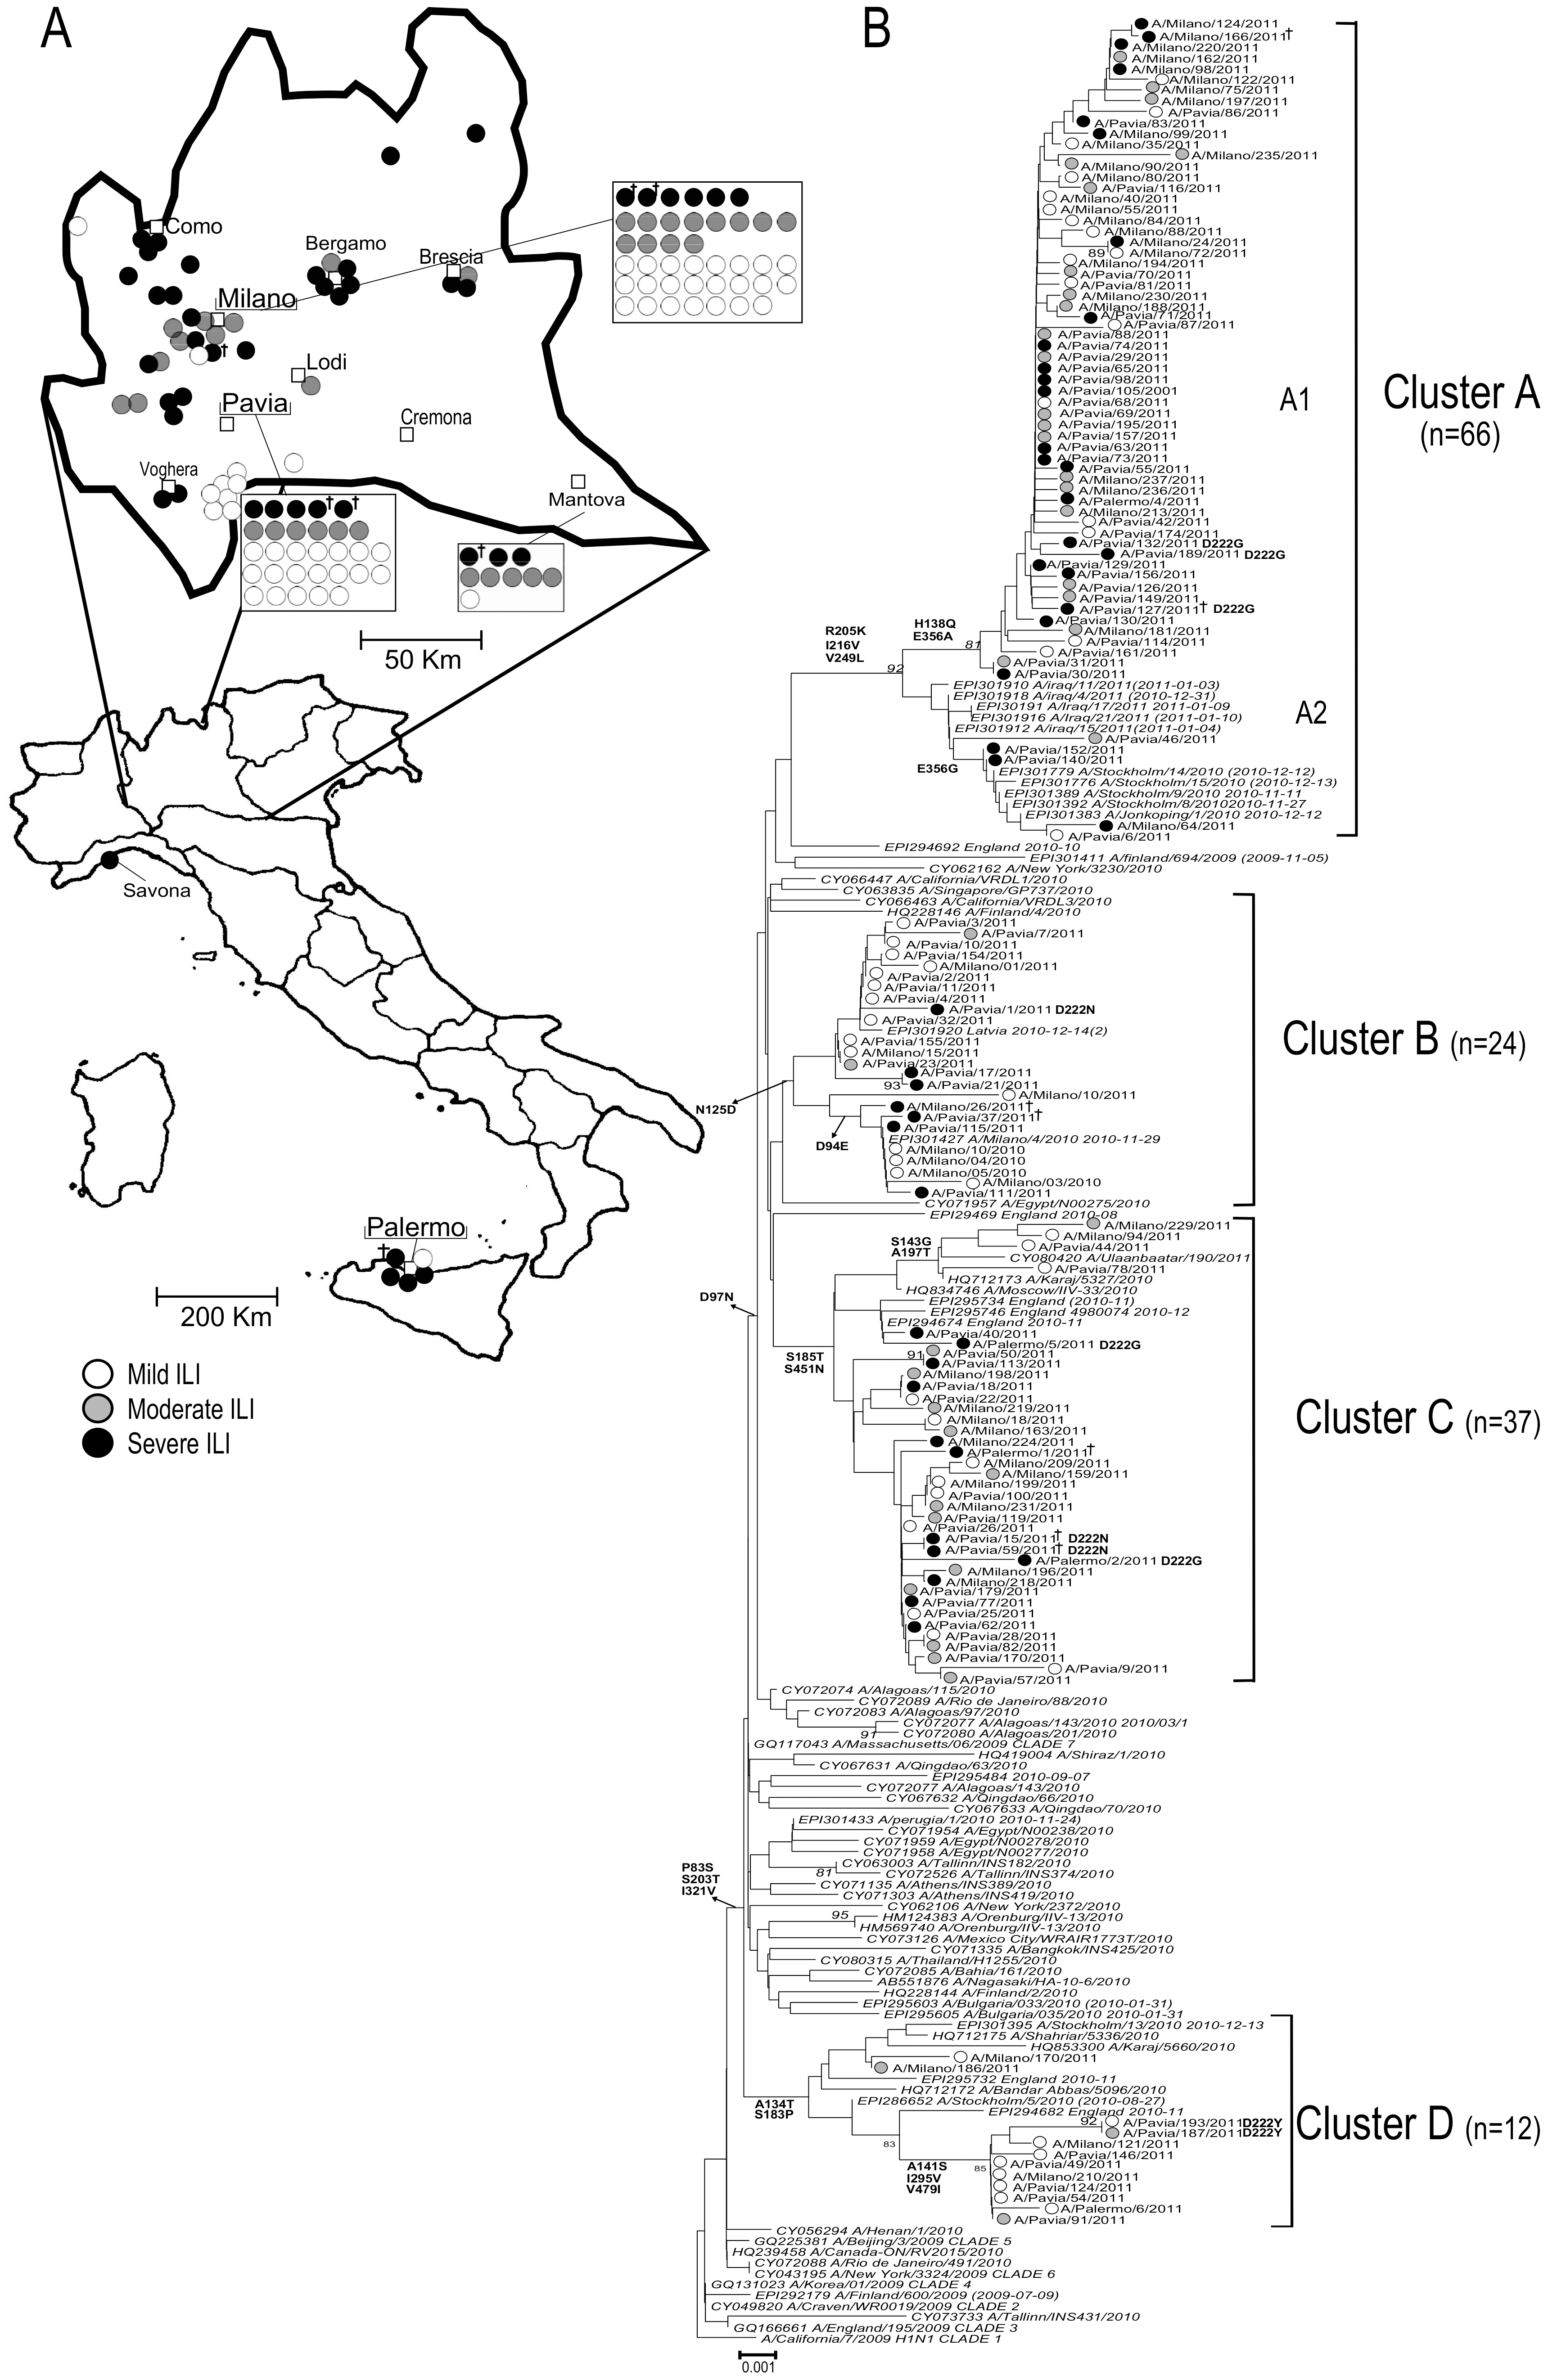 A
Como
Bergamo
Brescia
Milano
†
†
†
Lodi
Pavia
Cremona
Voghera
Mantova
†
†
†
50 Km
Savona
Palermo
†
200 Km
Mild ILI
Moderate ILI
Severe ILI
B
A/Milano/124/2011
A/Milano/166/2011†
A/Milano/220/2011
A/Milano/162/2011
A/Milano/98/2011
A/Milano/122/2011
A/Milano/75/2011
A/Milano/197/2011
A/Pavia/86/2011
A/Pavia/83/2011
A/Milano/99/2011
A/Milano/35/2011
A/Milano/235/2011
A/Milano/90/2011
A/Milano/80/2011
A/Pavia/116/2011
A/Milano/40/2011
A/Milano/55/2011
A/Milano/84/2011
A/Milano/88/2011
A/Milano/24/2011
89 A/Milano/72/2011
A/Milano/194/2011
A/Pavia/70/2011
A/Pavia/81/2011
A/Milano/230/2011
A/Milano/188/2011
A/Pavia/71/2011
A/Pavia/87/2011
A/Pavia/88/2011
A/Pavia/74/2011
A/Pavia/29/2011
A/Pavia/65/2011
A/Pavia/98/2011
A/Pavia/105/2001
A/Pavia/68/2011
A/Pavia/69/2011
A/Pavia/195/2011
A/Pavia/157/2011
A/Pavia/63/2011
A/Pavia/73/2011
A/Pavia/55/2011
A/Milano/237/2011
A/Milano/236/2011
A/Palermo/4/2011
A/Milano/213/2011
A/Pavia/42/2011
A/Pavia/174/2011
A/Pavia/132/2011 D222G
A/Pavia/189/2011 D222G
A/Pavia/129/2011
A/Pavia/156/2011
A/Pavia/126/2011
A/Pavia/149/2011
A/Pavia/127/2011† D222G
A/Pavia/130/2011
A/Milano/181/2011
A/Pavia/114/2011
A/Pavia/161/2011
A/Pavia/31/2011
A/Pavia/30/2011
R205K
I216V
V249L
H138Q
E356A
81
92
A1
Cluster A
(n=66)
EPI301910 A/iraq/11/2011(2011-01-03)
EPI301918 A/iraq/4/2011 (2010-12-31)
EPI30191 A/Iraq/17/2011 2011-01-09
EPI301916 A/Iraq/21/2011 (2011-01-10)
EPI301912 A/iraq/15/2011(2011-01-04)
A/Pavia/46/2011
A/Pavia/152/2011
A/Pavia/140/2011
E356G
A2
EPI301779 A/Stockholm/14/2010 (2010-12-12)
EPI301776 A/Stockholm/15/2010 (2010-12-13)
EPI301389 A/Stockholm/9/2010 2010-11-11
EPI301392 A/Stockholm/8/20102010-11-27
EPI301383 A/Jonkoping/1/2010 2010-12-12
A/Milano/64/2011
A/Pavia/6/2011
EPI294692 England 2010-10
EPI301411 A/finland/694/2009 (2009-11-05)
CY062162 A/New York/3230/2010
CY066447 A/California/VRDL1/2010
CY063835 A/Singapore/GP737/2010
CY066463 A/California/VRDL3/2010
HQ228146 A/Finland/4/2010
A/Pavia/3/2011
A/Pavia/7/2011
A/Pavia/10/2011
A/Pavia/154/2011
A/Milano/01/2011
A/Pavia/2/2011
A/Pavia/11/2011
A/Pavia/4/2011
A/Pavia/1/2011 D222N
A/Pavia/32/2011
EPI301920 Latvia 2010-12-14(2)
A/Pavia/155/2011
A/Milano/15/2011
A/Pavia/23/2011
A/Pavia/17/2011
93 A/Pavia/21/2011
A/Milano/10/2011
N125D
A/Milano/26/2011†
A/Pavia/37/2011†
A/Pavia/115/2011
D94E
EPI301427 A/Milano/4/2010 2010-11-29
A/Milano/10/2010
A/Milano/04/2010
A/Milano/05/2010
A/Milano/03/2010
A/Pavia/111/2011
Cluster B (n=24)
CY071957 A/Egypt/N00275/2010
EPI29469 England 2010-08
A/Milano/229/2011
A/Milano/94/2011
A/Pavia/44/2011
S143G
A197T
CY080420 A/Ulaanbaatar/190/2011
A/Pavia/78/2011
HQ712173 A/Karaj/5327/2010
HQ834746 A/Moscow/IIV-33/2010
EPI295734 England (2010-11)
EPI295746 England 4980074 2010-12
EPI294674 England 2010-11
D97N
A/Pavia/40/2011
A/Palermo/5/2011 D222G
S185T
S451N
91 A/Pavia/50/2011
A/Pavia/113/2011
A/Milano/198/2011
A/Pavia/18/2011
A/Pavia/22/2011
A/Milano/219/2011
A/Milano/18/2011
A/Milano/163/2011
A/Milano/224/2011
A/Palermo/1/2011†
A/Milano/209/2011
A/Milano/159/2011
A/Milano/199/2011
A/Pavia/100/2011
A/Milano/231/2011
A/Pavia/119/2011
A/Pavia/26/2011
A/Pavia/15/2011† D222N
A/Pavia/59/2011† D222N
A/Palermo/2/2011 D222G
A/Milano/196/2011
A/Milano/218/2011
A/Pavia/179/2011
A/Pavia/77/2011
A/Pavia/25/2011
A/Pavia/62/2011
A/Pavia/28/2011
A/Pavia/82/2011
A/Pavia/170/2011
A/Pavia/9/2011
A/Pavia/57/2011
Cluster C (n=37)
CY072074 A/Alagoas/115/2010
CY072089 A/Rio de Janeiro/88/2010
CY072083 A/Alagoas/97/2010
CY072077 A/Alagoas/143/2010 2010/03/1
91 CY072080 A/Alagoas/201/2010
GQ117043 A/Massachusetts/06/2009 CLADE 7
HQ419004 A/Shiraz/1/2010
CY067631 A/Qingdao/63/2010
EPI295484 2010-09-07
CY072077 A/Alagoas/143/2010
CY067632 A/Qingdao/66/2010
CY067633 A/Qingdao/70/2010
EPI301433 A/perugia/1/2010 2010-11-24)
CY071954 A/Egypt/N00238/2010
CY071959 A/Egypt/N00278/2010
CY071958 A/Egypt/N00277/2010
CY063003 A/Tallinn/INS182/2010
81 CY072526 A/Tallinn/INS374/2010
CY071135 A/Athens/INS389/2010
CY071303 A/Athens/INS419/2010
P83S
S203T
I321V
CY062106 A/New York/2372/2010
95 HM124383 A/Orenburg/IIV-13/2010
HM569740 A/Orenburg/IIV-13/2010
CY073126 A/Mexico City/WRAIR1773T/2010
CY071335 A/Bangkok/INS425/2010
CY080315 A/Thailand/H1255/2010
CY072085 A/Bahia/161/2010
AB551876 A/Nagasaki/HA-10-6/2010
HQ228144 A/Finland/2/2010
EPI295603 A/Bulgaria/033/2010 (2010-01-31)
EPI295605 A/Bulgaria/035/2010 2010-01-31
EPI301395 A/Stockholm/13/2010 2010-12-13
HQ712175 A/Shahriar/5336/2010
HQ853300 A/Karaj/5660/2010
A/Milano/170/2011
A/Milano/186/2011
EPI295732 England 2010-11
HQ712172 A/Bandar Abbas/5096/2010
A134T
S183P
EPI286652 A/Stockholm/5/2010 (2010-08-27)
EPI294682 England 2010-11
92 A/Pavia/193/2011D222Y
A/Pavia/187/2011D222Y
A/Milano/121/2011
A/Pavia/146/2011
83
85
A/Pavia/49/2011
A/Milano/210/2011
A/Pavia/124/2011
A/Pavia/54/2011
A/Palermo/6/2011
A/Pavia/91/2011
A141S
I295V
V479I
Cluster D (n=12)
CY056294 A/Henan/1/2010
GQ225381 A/Beijing/3/2009 CLADE 5
HQ239458 A/Canada-ON/RV2015/2010
CY072088 A/Rio de Janeiro/491/2010
CY043195 A/New York/3324/2009 CLADE 6
GQ131023 A/Korea/01/2009 CLADE 4
EPI292179 A/Finland/600/2009 (2009-07-09)
CY049820 A/Craven/WR0019/2009 CLADE 2
CY073733 A/Tallinn/INS431/2010
GQ166661 A/England/195/2009 CLADE 3
A/California/7/2009 H1N1 CLADE 1
0.001